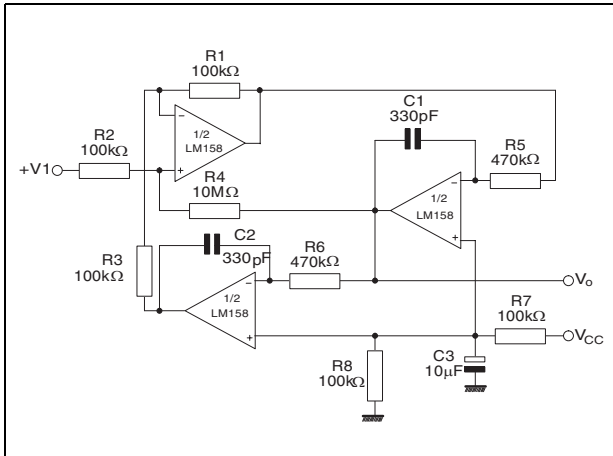 R1
100kΩ
C1
330pF
R2
100kΩ
−
1/2
LM158
+
R5
470kΩ
+V1
R4
10MΩ
−
1/2
LM158
+
C2
330pF
R3
100kΩ
R6
470kΩ
−
1/2
LM158
+
Vo
R7
100kΩ
VCC
R8
100kΩ
C3
10µF